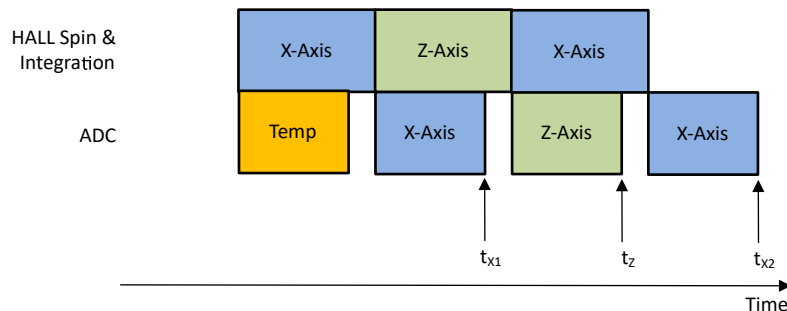 HALL Spin &
Integration
X-Axis
Z-Axis
X-Axis
ADC
Temp
X-Axis
Z-Axis
X-Axis
tX1
tZ
tX2
Time